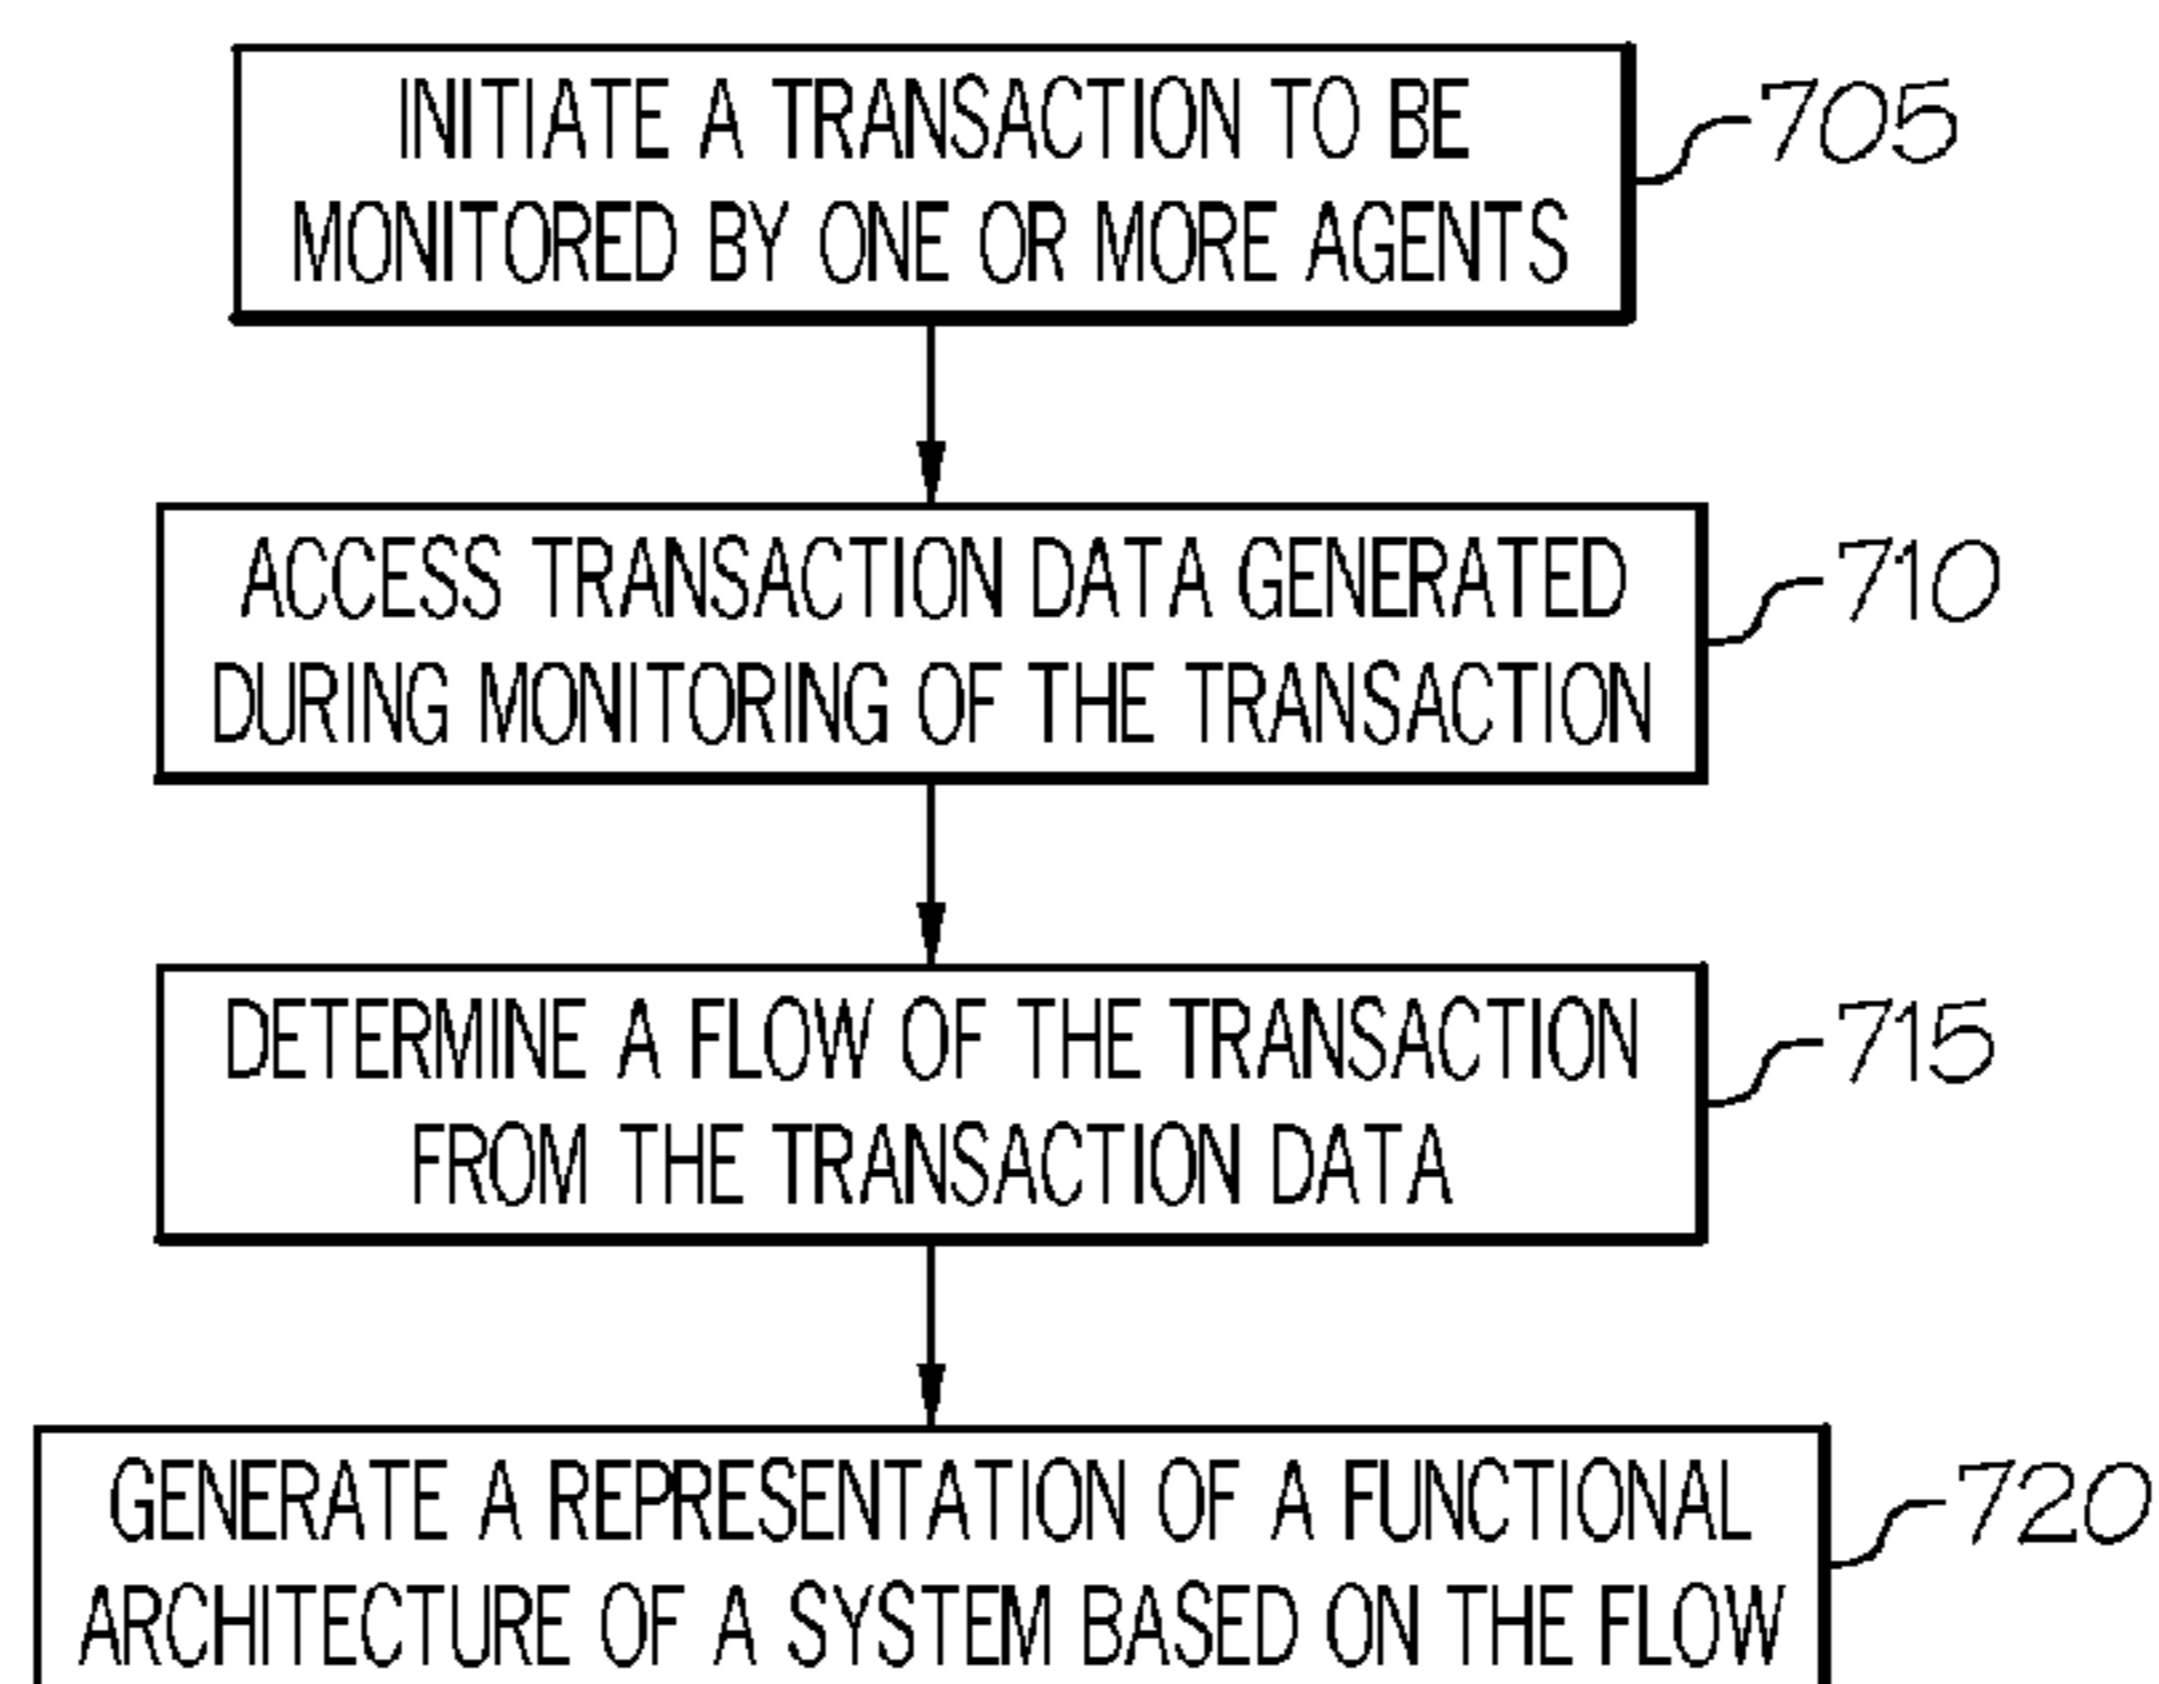 INITIATE A TRANSACTION TO BE
MONITORED BY ONE OR MORE AGENTS
705
ACCESS TRANSACTION DATA GENERATED
DURING MONITORING OF THE TRANSACTION
710
DETERMINE A FLOW OF THE TRANSACTION
FROM THE TRANSACTION DATA
715
GENERATE A REPRESENTATION OF A FUNCTIONAL
ARCHITECTURE OF A SYSTEM BASED ON THE FLOW
720